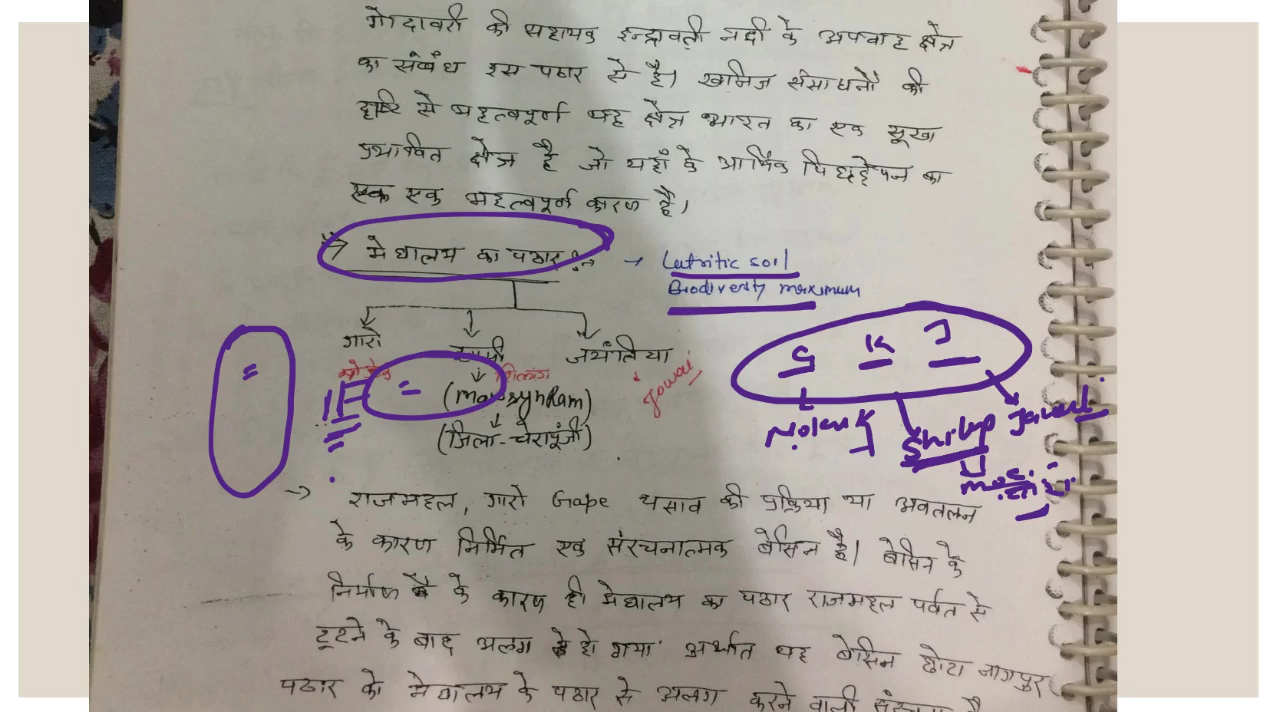 गोदावरी की सहायक इन्द्रावती नदी के अपवाह क्षेत्र
का संबंध इस पठार से है। खनिज संसाधनों की
दृष्टि से महत्वपूर्ण यह क्षेत्र भारत का एक सूखा
प्रभावित क्षेत्र है जो यहाँ के आर्थिक पिछड़ेपन का
एक महत्वपूर्ण कारण है।
मेघालय का पठार :- → Latritic soil
Biodiversity maximum
गारो खासी जयंतिया
G K J
शिलांग
Jowai
(mawsynRam)
(जिला-चेरापूंजी)
Jowai
→ राजमहल, गारो Gape धसाव की प्रक्रिया या अवतलन
के कारण निर्मित एक संरचनात्मक बेसिन है। बेसिन के
निर्माण के कारण ही मेघालय का पठार राजमहल पर्वत से
टूटने के बाद अलग हो गया अर्थात यह बेसिन छोटा नागपुर
पठार को मेघालय के पठार से अलग करने वाली